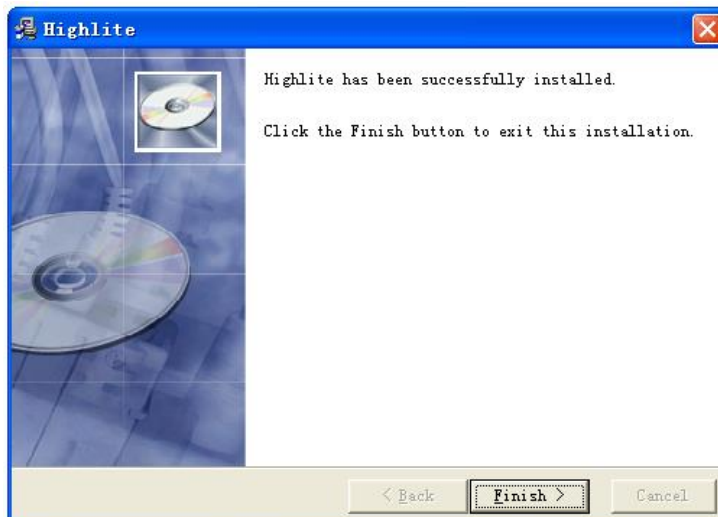 Highlite
Highlite has been successfully installed.
Click the Finish button to exit this installation.
< Back
Finish >
Cancel